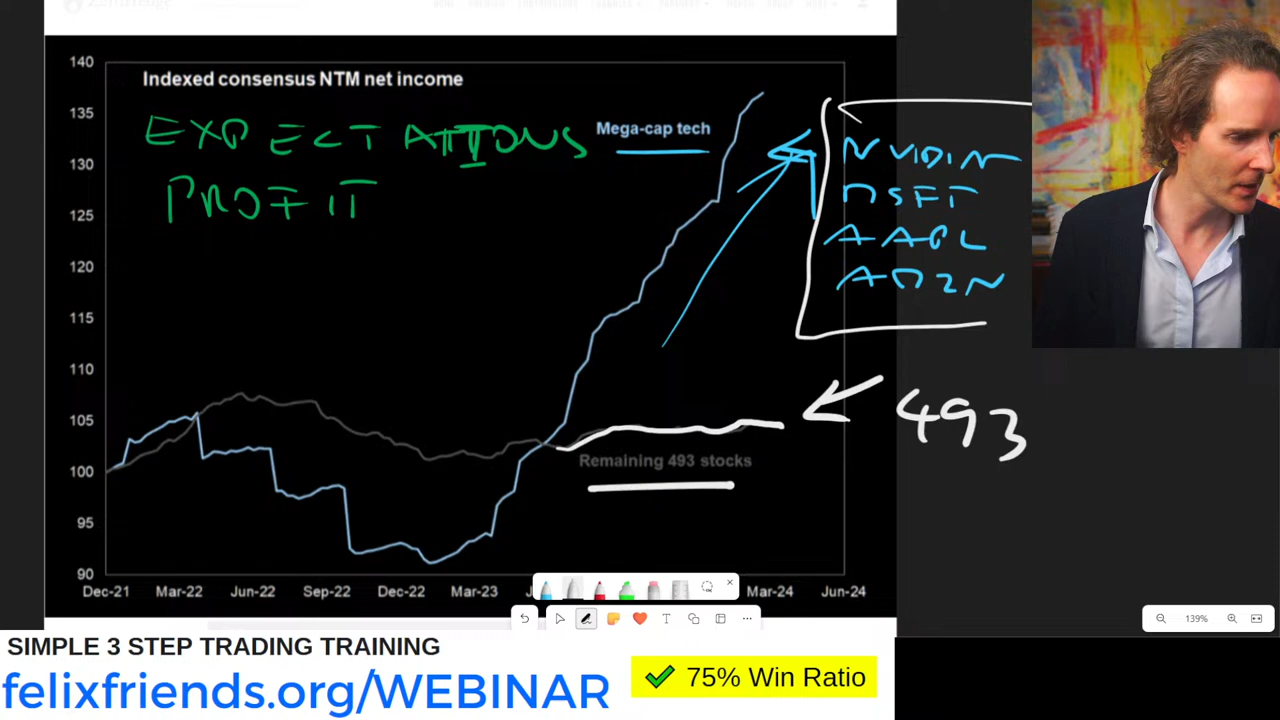 140
Indexed consensus NTM net income
135
130
125
120
115
110
105
100
95
90
EXPECTATIONS
PROFIT
Mega-cap tech
NVIDIA
MSFT
AAPL
AMZN
493
Remaining 493 stocks
Dec-21 Mar-22 Jun-22 Sep-22 Dec-22 Mar-23 Mar-24 Jun-24
T
139%
SIMPLE 3 STEP TRADING TRAINING
felixfriends.org/WEBINAR
75% Win Ratio